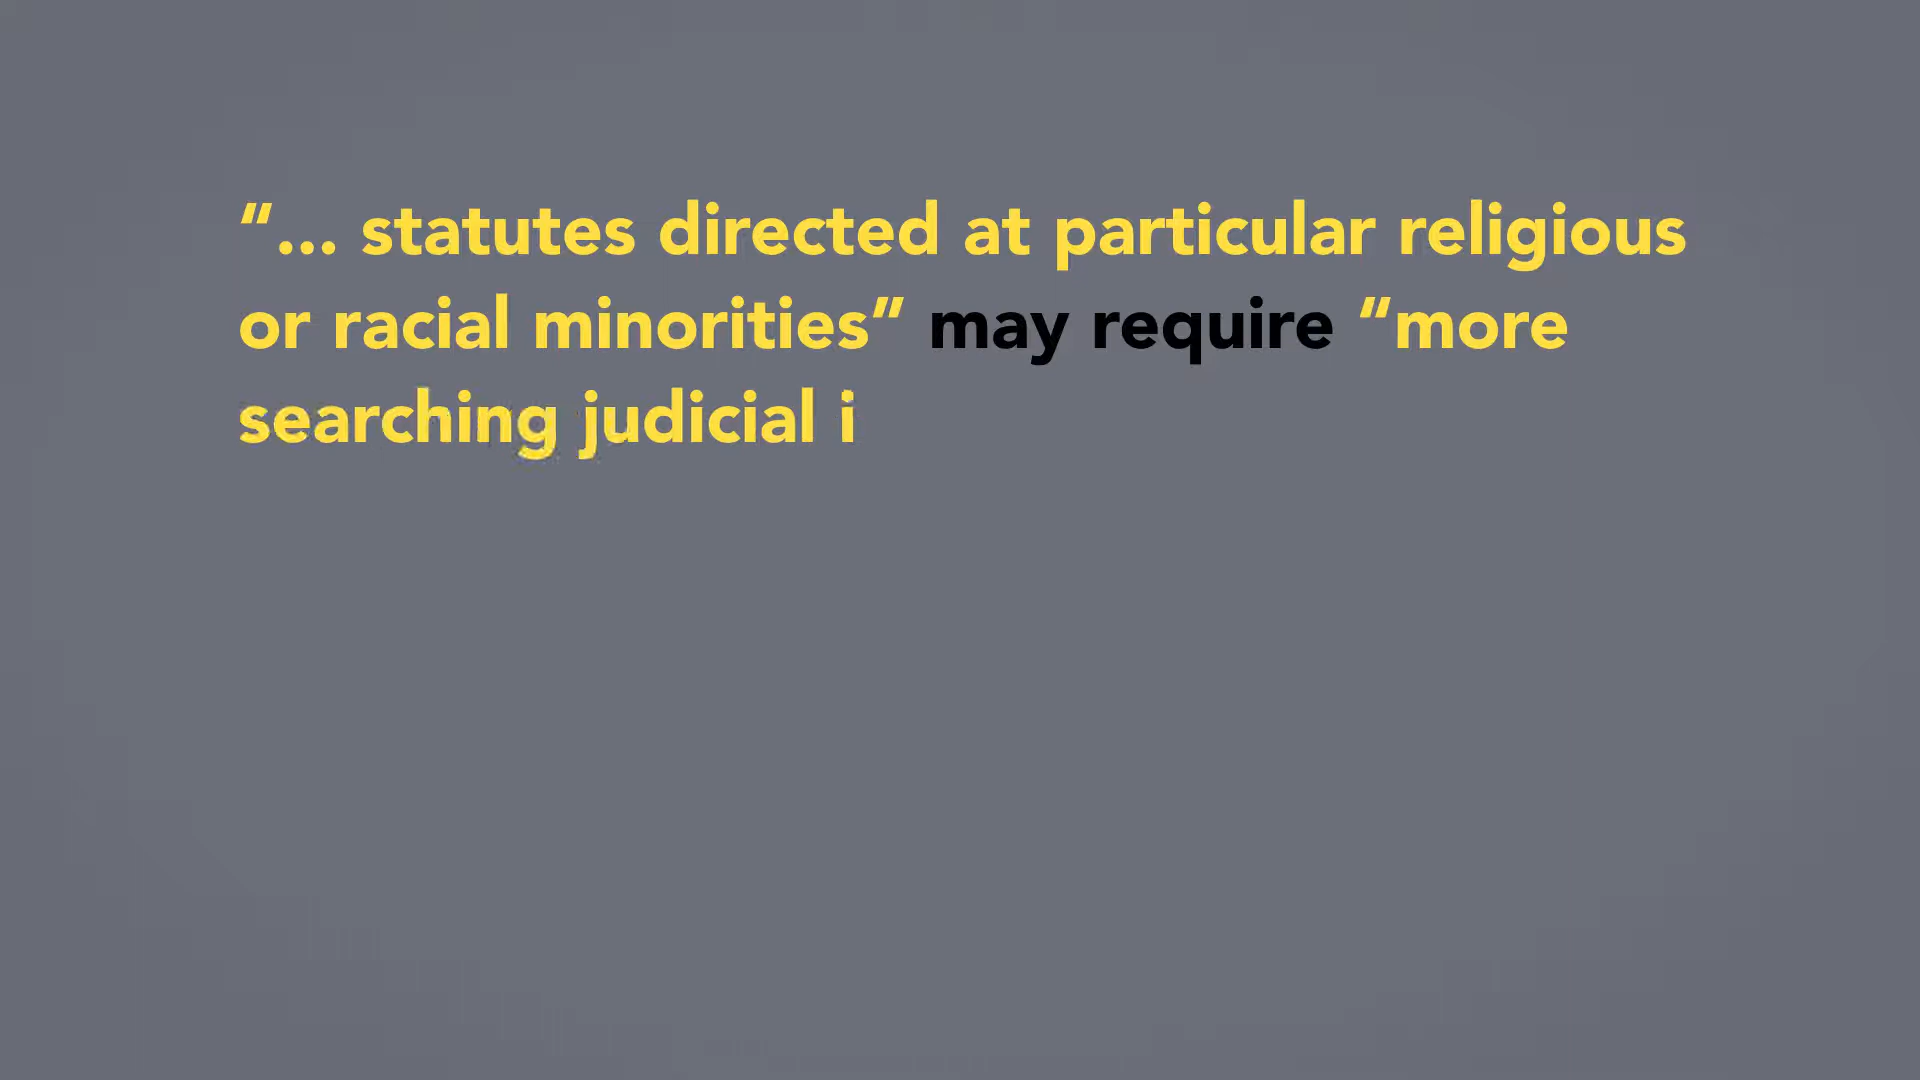 “... statutes directed at particular religious
or racial minorities” may require “more
searching judicial i